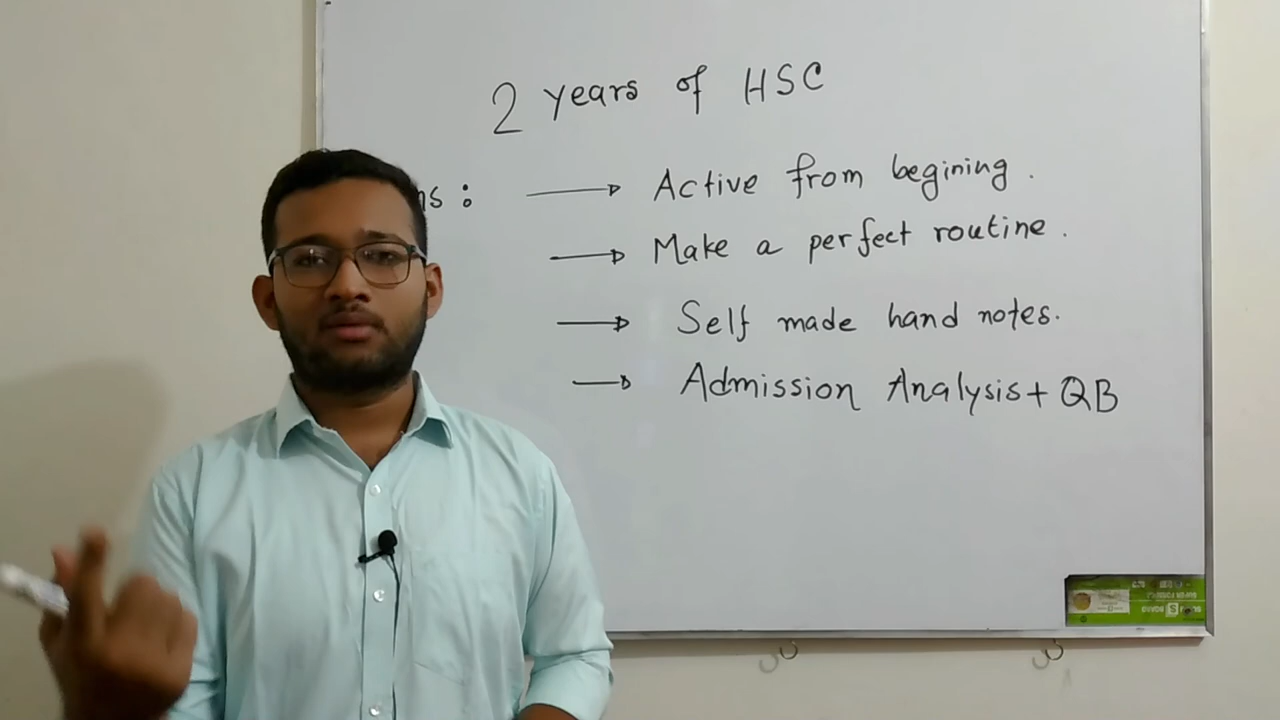 2 years of HSC
: → Active from begining.
→ Make a perfect routine.
→ Self made hand notes.
→ Admission Analysis + QB